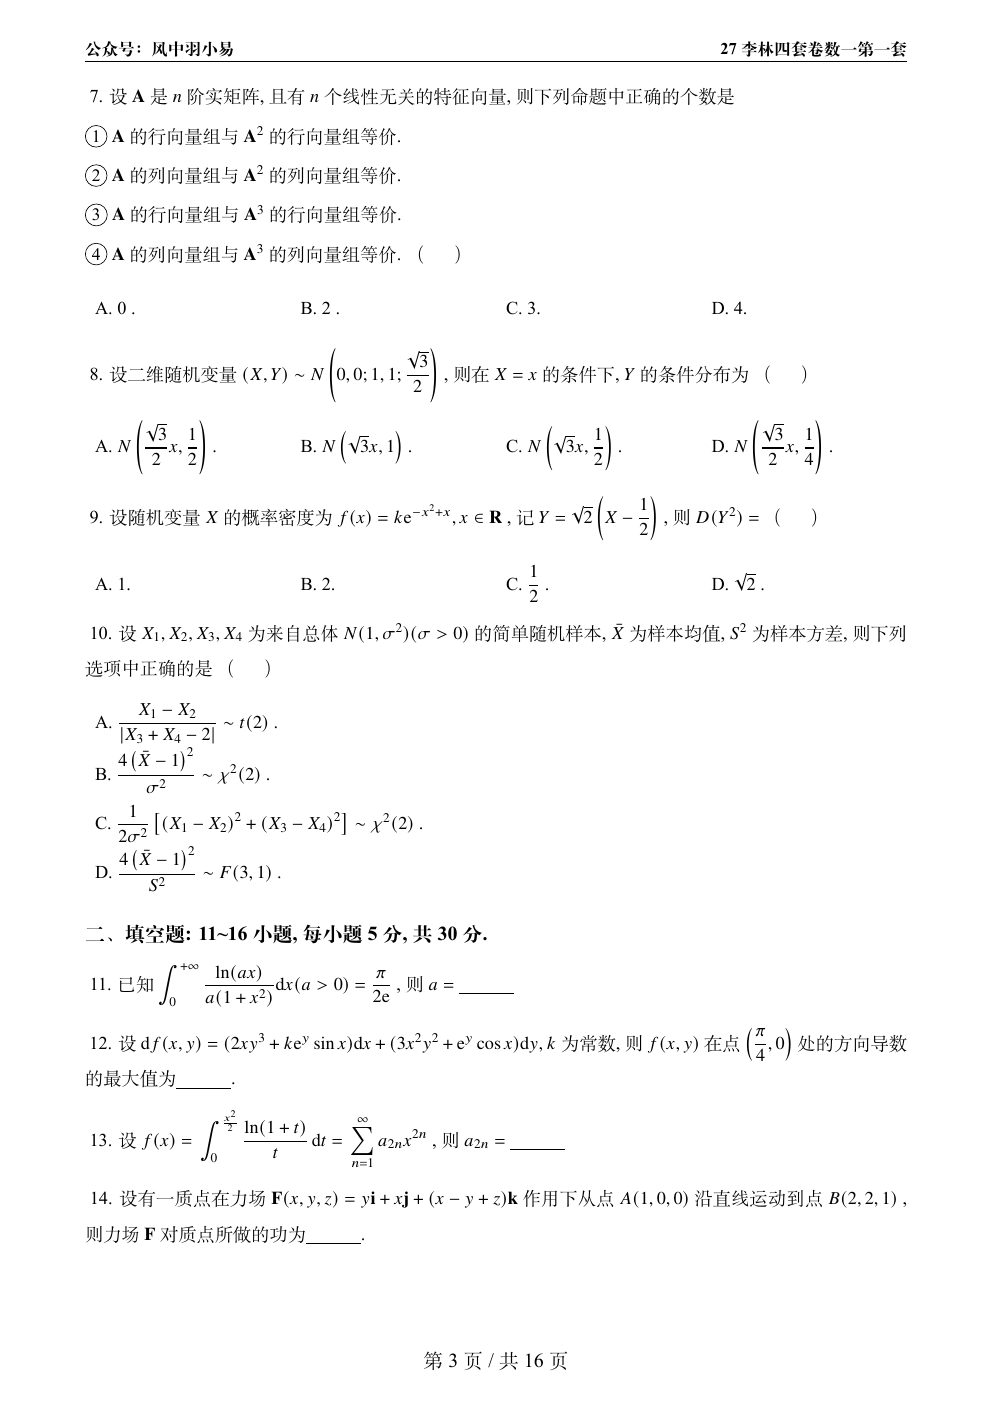 公众号：风中羽小易 27 李林四套卷数一第一套
7. 设 A 是 n 阶实矩阵, 且有 n 个线性无关的特征向量, 则下列命题中正确的个数是
① A 的行向量组与 A² 的行向量组等价.
② A 的列向量组与 A² 的列向量组等价.
③ A 的行向量组与 A³ 的行向量组等价.
④ A 的列向量组与 A³ 的列向量组等价. （ ）
A. 0 . B. 2 . C. 3. D. 4.
8. 设二维随机变量 (X, Y) ~ N(0, 0; 1, 1; √3/2) , 则在 X = x 的条件下, Y 的条件分布为 （ ）
A. N(√3/2 x, 1/2) . B. N(√3x, 1) . C. N(√3x, 1/2) . D. N(√3/2 x, 1/4) .
9. 设随机变量 X 的概率密度为 f(x) = ke^{−x²+x}, x ∈ R , 记 Y = √2(X − 1/2) , 则 D(Y²) = （ ）
A. 1. B. 2. C. 1/2 . D. √2 .
10. 设 X₁, X₂, X₃, X₄ 为来自总体 N(1, σ²)(σ > 0) 的简单随机样本, X̄ 为样本均值, S² 为样本方差, 则下列
选项中正确的是 （ ）
A. (X₁ − X₂)/|X₃ + X₄ − 2| ~ t(2) .
B. 4(X̄ − 1)²/σ² ~ χ²(2) .
C. 1/(2σ²) [(X₁ − X₂)² + (X₃ − X₄)²] ~ χ²(2) .
D. 4(X̄ − 1)²/S² ~ F(3, 1) .
二、填空题: 11~16 小题, 每小题 5 分, 共 30 分.
11. 已知 ∫₀^{+∞} ln(ax)/(a(1 + x²)) dx(a > 0) = π/(2e) , 则 a = ______
12. 设 df(x, y) = (2xy³ + ke^y sin x)dx + (3x²y² + e^y cos x)dy, k 为常数, 则 f(x, y) 在点 (π/4, 0) 处的方向导数
的最大值为______.
13. 设 f(x) = ∫₀^{x²/2} ln(1 + t)/t dt = ∑_{n=1}^{∞} a_{2n}x^{2n} , 则 a_{2n} = ______
14. 设有一质点在力场 F(x, y, z) = yi + xj + (x − y + z)k 作用下从点 A(1, 0, 0) 沿直线运动到点 B(2, 2, 1) ,
则力场 F 对质点所做的功为______.
第 3 页 / 共 16 页